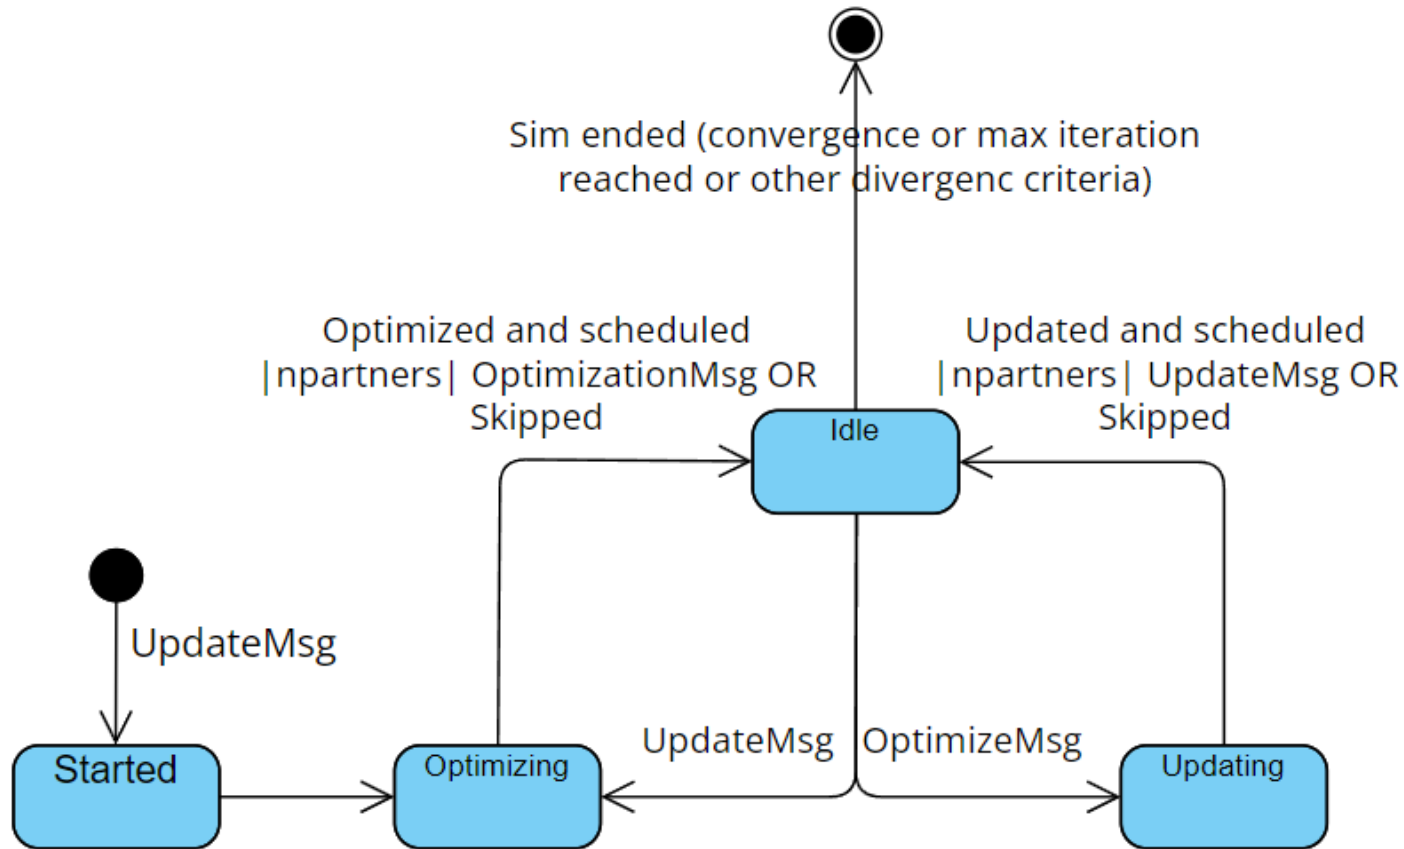 Sim ended (convergence or max iteration
reached or other divergenc criteria)
Optimized and scheduled
|npartners| OptimizationMsg OR
Skipped
Updated and scheduled
|npartners| UpdateMsg OR
Skipped
Idle
UpdateMsg
UpdateMsg
OptimizeMsg
Started
Optimizing
Updating